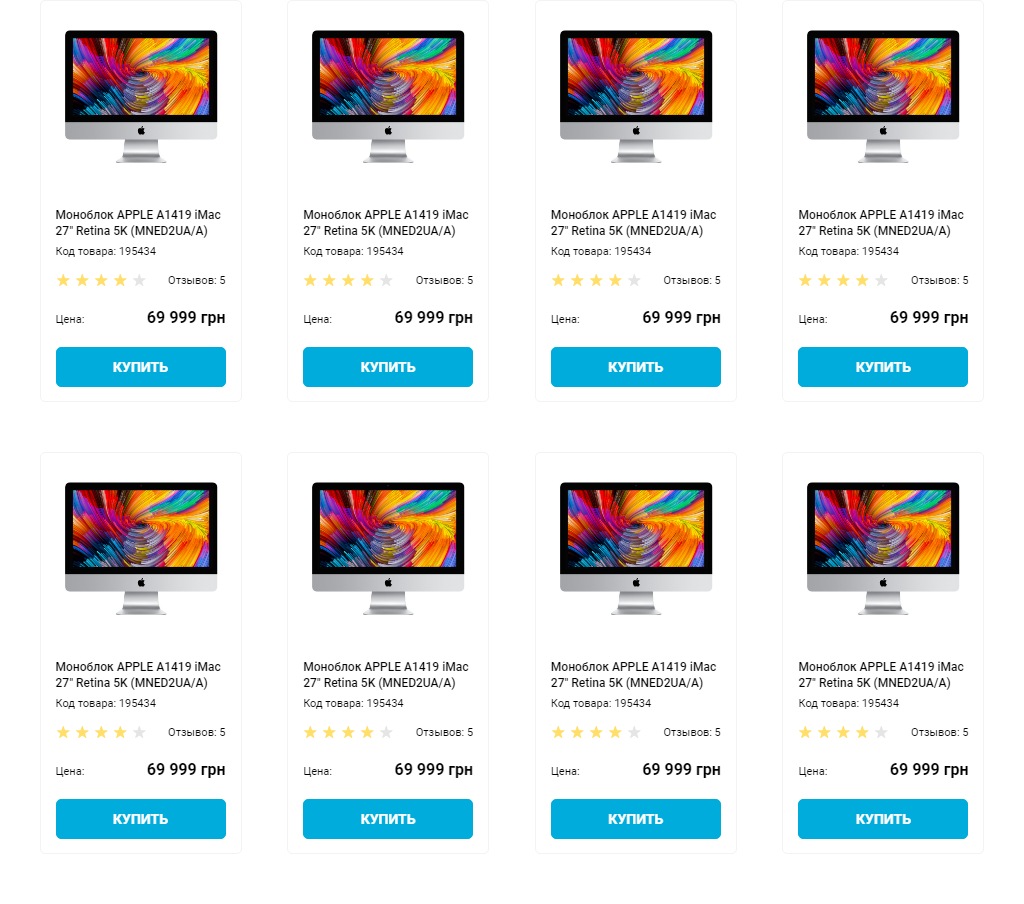 Моноблок APPLE A1419 iMac
27" Retina 5K (MNED2UA/A)
Код товара: 195434
Отзывов: 5
Цена: 69 999 грн
КУПИТЬ
Моноблок APPLE A1419 iMac
27" Retina 5K (MNED2UA/A)
Код товара: 195434
Отзывов: 5
Цена: 69 999 грн
КУПИТЬ
Моноблок APPLE A1419 iMac
27" Retina 5K (MNED2UA/A)
Код товара: 195434
Отзывов: 5
Цена: 69 999 грн
КУПИТЬ
Моноблок APPLE A1419 iMac
27" Retina 5K (MNED2UA/A)
Код товара: 195434
Отзывов: 5
Цена: 69 999 грн
КУПИТЬ
Моноблок APPLE A1419 iMac
27" Retina 5K (MNED2UA/A)
Код товара: 195434
Отзывов: 5
Цена: 69 999 грн
КУПИТЬ
Моноблок APPLE A1419 iMac
27" Retina 5K (MNED2UA/A)
Код товара: 195434
Отзывов: 5
Цена: 69 999 грн
КУПИТЬ
Моноблок APPLE A1419 iMac
27" Retina 5K (MNED2UA/A)
Код товара: 195434
Отзывов: 5
Цена: 69 999 грн
КУПИТЬ
Моноблок APPLE A1419 iMac
27" Retina 5K (MNED2UA/A)
Код товара: 195434
Отзывов: 5
Цена: 69 999 грн
КУПИТЬ